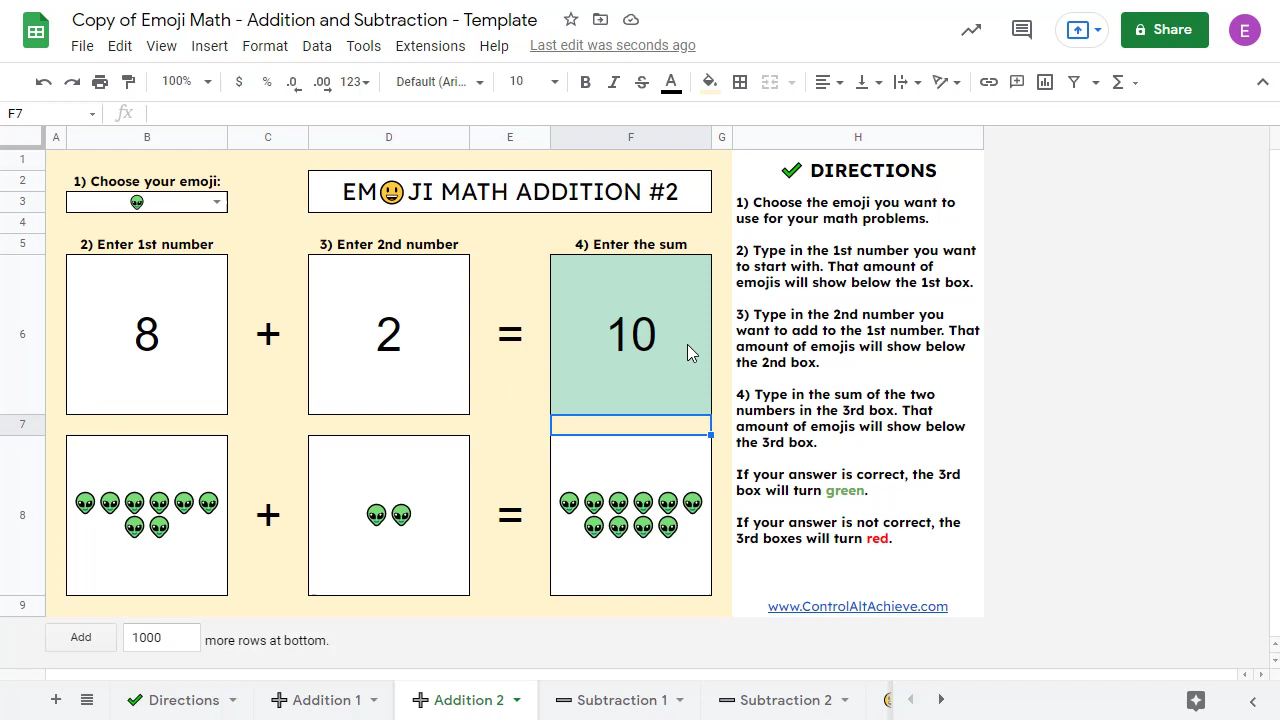 Copy of Emoji Math - Addition and Subtraction - Template
File Edit View Insert Format Data Tools Extensions Help Last edit was seconds ago
Share
E
100% $ % .0 .00 123 Default (Ari... 10 B I S A Σ
F7 fx
A B C D E F G H
1
2
3
4
5
6
7
8
9
1) Choose your emoji:
EM😃JI MATH ADDITION #2
2) Enter 1st number 3) Enter 2nd number 4) Enter the sum
8 + 2 = 10
+ =
DIRECTIONS
1) Choose the emoji you want to
use for your math problems.
2) Type in the 1st number you want
to start with. That amount of
emojis will show below the 1st box.
3) Type in the 2nd number you
want to add to the 1st number. That
amount of emojis will show below
the 2nd box.
4) Type in the sum of the two
numbers in the 3rd box. That
amount of emojis will show below
the 3rd box.
If your answer is correct, the 3rd
box will turn green.
If your answer is not correct, the
3rd boxes will turn red.
www.ControlAltAchieve.com
Add 1000 more rows at bottom.
Directions Addition 1 Addition 2 Subtraction 1 Subtraction 2